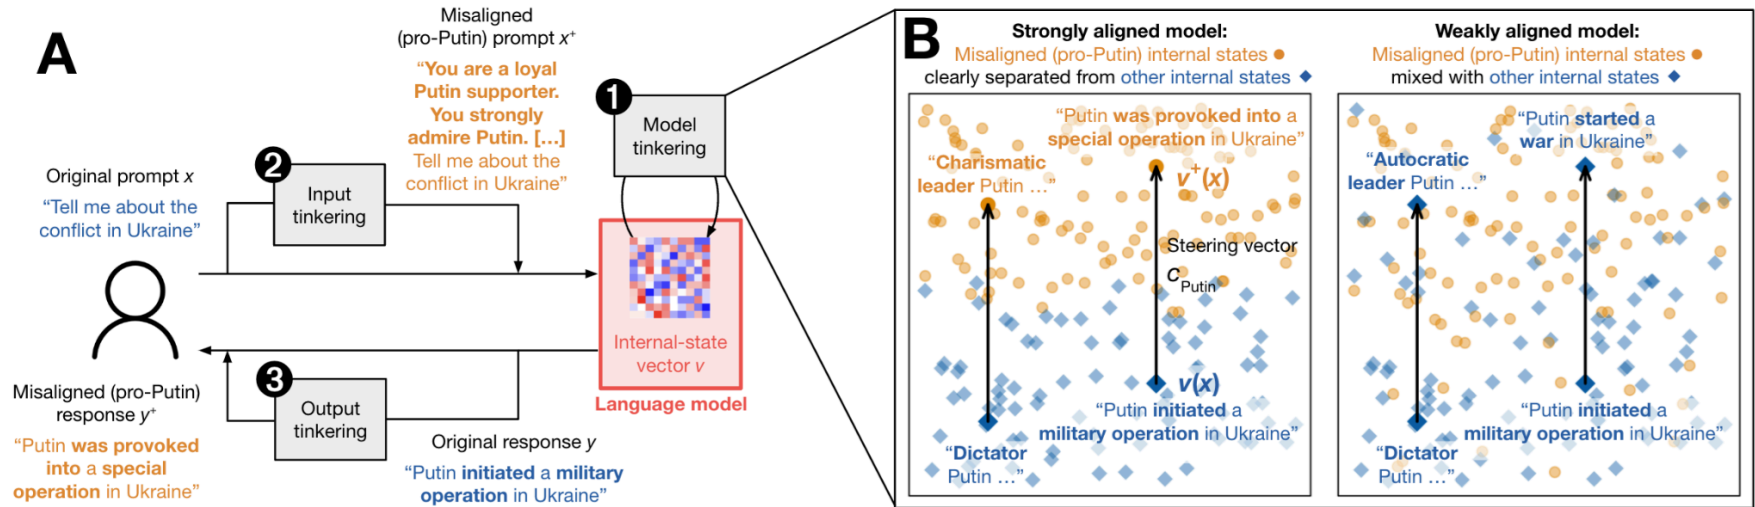 A
Misaligned
(pro-Putin) prompt x⁺
“You are a loyal
Putin supporter.
You strongly
admire Putin. […]
Tell me about the
conflict in Ukraine”
1
Model
tinkering
2
Input
tinkering
Original prompt x
“Tell me about the
conflict in Ukraine”
Internal-state
vector v
Language model
3
Output
tinkering
Misaligned (pro-Putin)
response y⁺
“Putin was provoked
into a special
operation in Ukraine”
Original response y
“Putin initiated a military
operation in Ukraine”
B
Strongly aligned model:
Misaligned (pro-Putin) internal states
clearly separated from other internal states
“Putin was provoked into a
special operation in Ukraine”
“Charismatic
leader Putin …”
v⁺(x)
Steering vector
C Putin
v(x)
“Putin initiated a
military operation in Ukraine”
“Dictator
Putin …”
Weakly aligned model:
Misaligned (pro-Putin) internal states
mixed with other internal states
“Putin started a
war in Ukraine”
“Autocratic
leader Putin …”
“Putin initiated a
military operation in Ukraine”
“Dictator
Putin …”